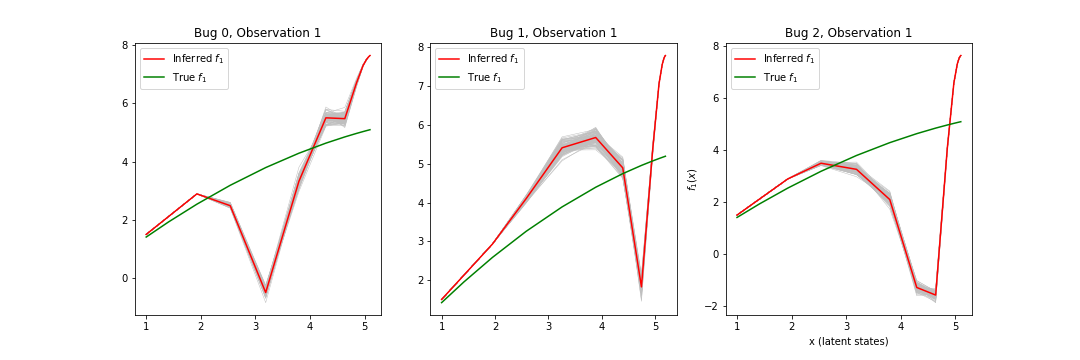 Bug 0, Observation 1
Inferred f₁
True f₁
8
6
4
2
0
1 2 3 4 5
Bug 1, Observation 1
Inferred f₁
True f₁
8
7
6
5
4
3
2
1 2 3 4 5
Bug 2, Observation 1
Inferred f₁
True f₁
f₁(x)
8
6
4
2
0
−2
1 2 3 4 5
x (latent states)